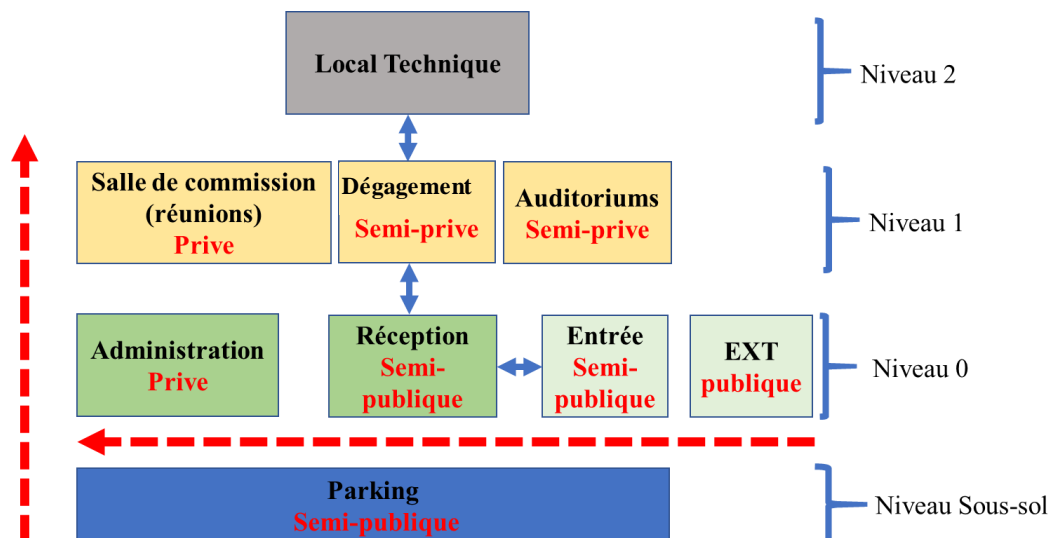 Local Technique
Niveau 2
Salle de commission
(réunions)
Prive
Dégagement
Semi-prive
Auditoriums
Semi-prive
Niveau 1
Administration
Prive
Réception
Semi-
publique
Entrée
Semi-
publique
EXT
publique
Niveau 0
Parking
Semi-publique
Niveau Sous-sol